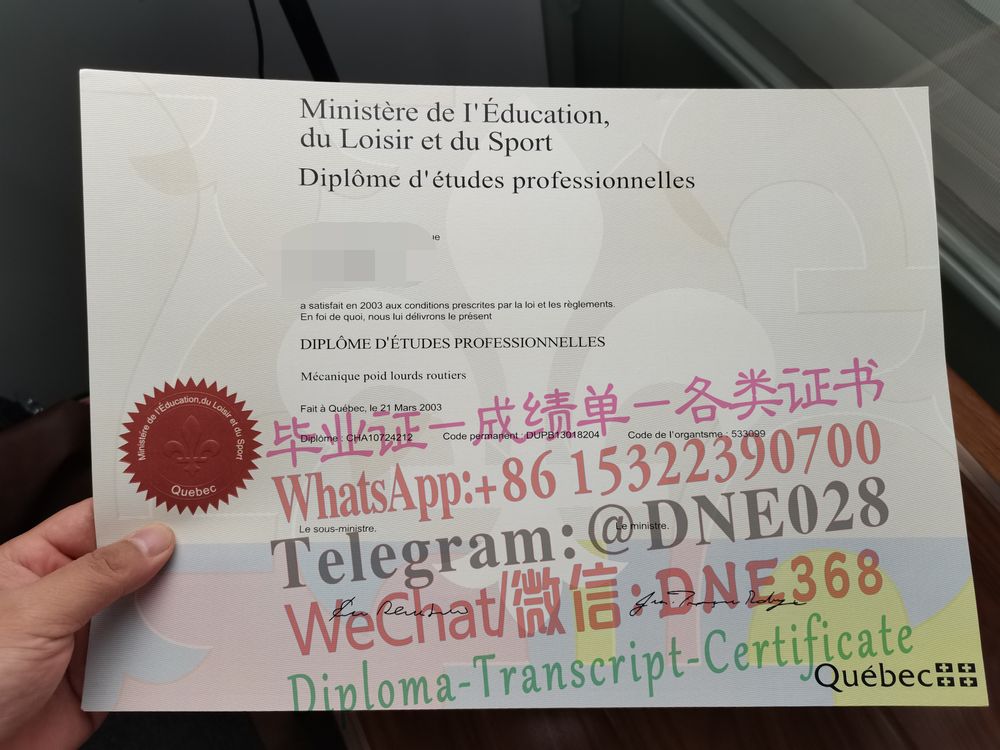 Ministère de l'Éducation,
du Loisir et du Sport
Diplôme d'études professionnelles
ne
a satisfait en 2003 aux conditions prescrites par la loi et les règlements.
En foi de quoi, nous lui délivrons le présent
DIPLÔME D'ÉTUDES PROFESSIONNELLES
Mécanique poid lourds routiers
Fait à Québec, le 21 Mars 2003
毕业证一成绩单一各类证书
Diplôme : CHA10724212 Code permanent : DUPB13018204 Code de l'organtsme : 533099
Ministère de l'Éducation,du Loisir et du Sport
Quebec
WhatsApp:+86 15322390700
Le sous-ministre. Le ministre.
Telegram:@DNE028
WeChat/微信:DNE368
Diploma-Transcript-Certificate
Québec